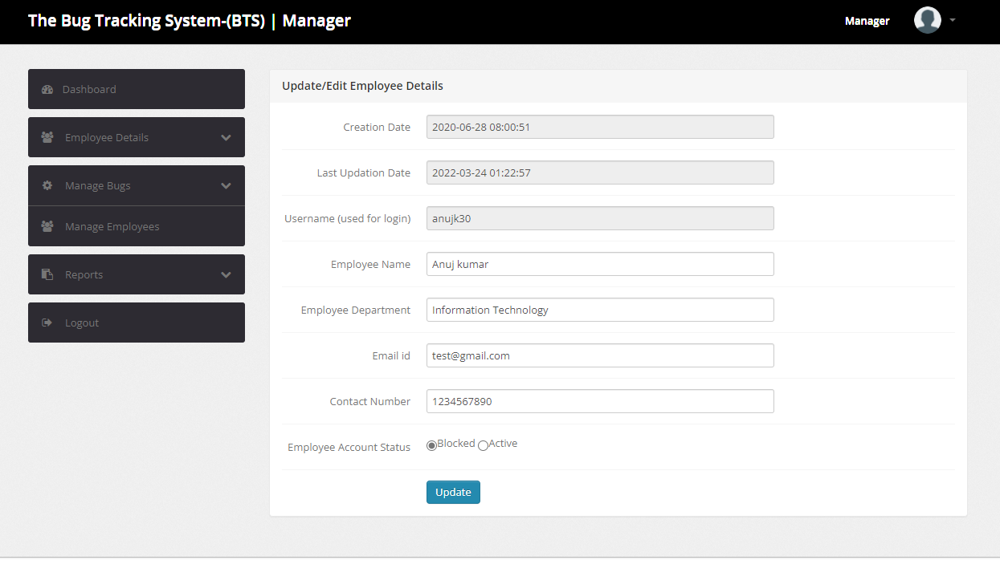 The Bug Tracking System-(BTS) | Manager
Manager
Dashboard
Employee Details
Manage Bugs
Manage Employees
Reports
Logout
Update/Edit Employee Details
Creation Date 2020-06-28 08:00:51
Last Updation Date 2022-03-24 01:22:57
Username (used for login) anujk30
Employee Name Anuj kumar
Employee Department Information Technology
Email id test@gmail.com
Contact Number 1234567890
Employee Account Status Blocked Active
Update